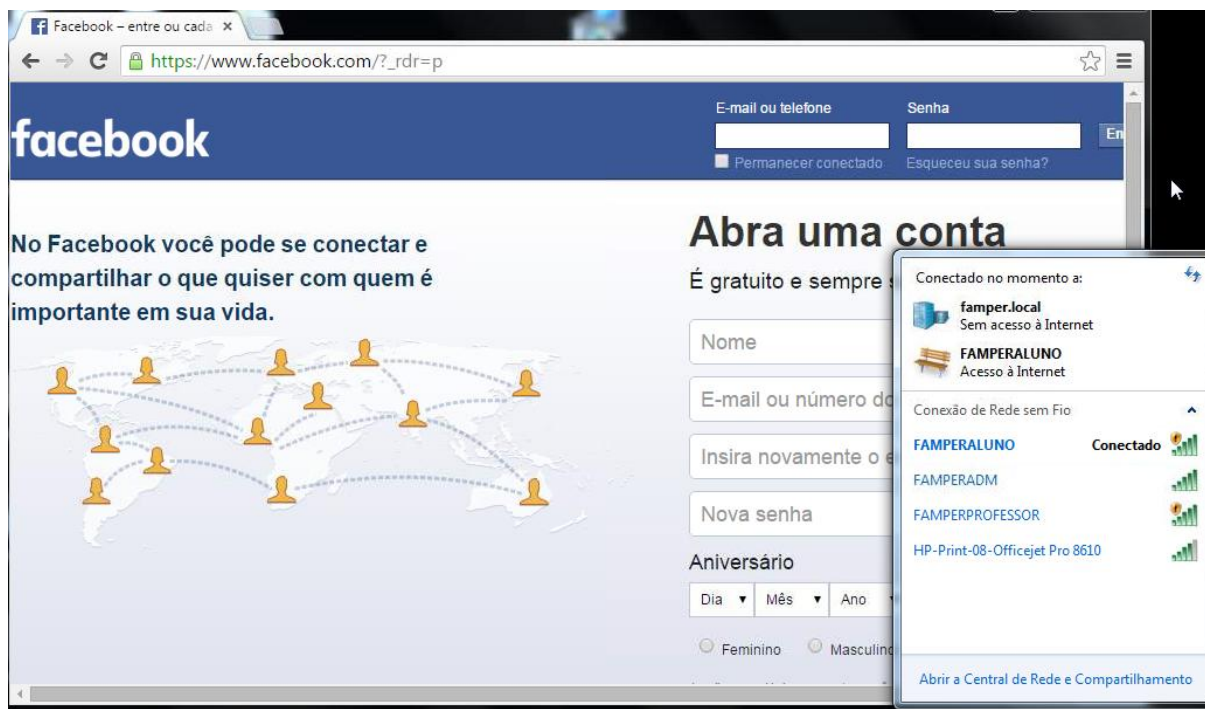 Facebook – entre ou cada
https://www.facebook.com/?_rdr=p
facebook
E-mail ou telefone
Senha
En
Permanecer conectado
Esqueceu sua senha?
No Facebook você pode se conectar e
compartilhar o que quiser com quem é
importante em sua vida.
Abra uma conta
É gratuito e sempre s
Nome
E-mail ou número do
Insira novamente o e
Nova senha
Aniversário
Dia
Mês
Ano
Feminino
Masculino
Conectado no momento a:
famper.local
Sem acesso à Internet
FAMPERALUNO
Acesso à Internet
Conexão de Rede sem Fio
FAMPERALUNO Conectado
FAMPERADM
FAMPERPROFESSOR
HP-Print-08-Officejet Pro 8610
Abrir a Central de Rede e Compartilhamento